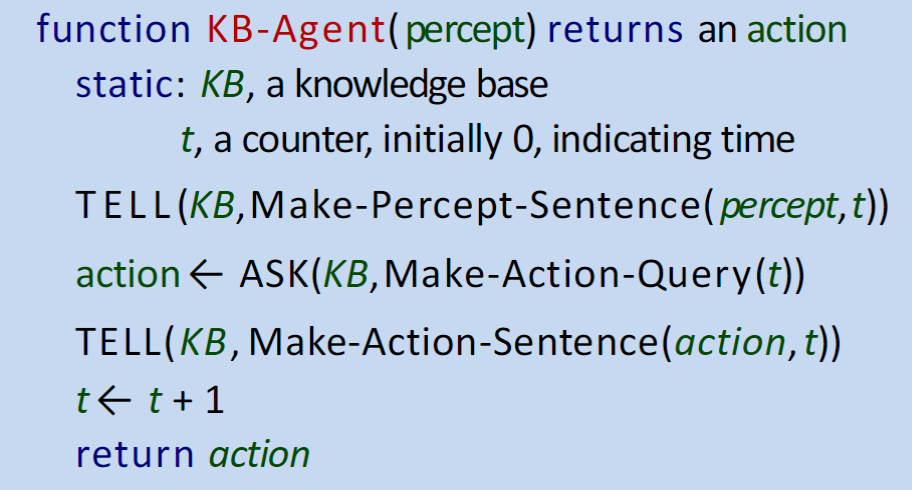 function KB-Agent(percept) returns an action
static: KB, a knowledge base
t, a counter, initially 0, indicating time
TELL(KB,Make-Percept-Sentence(percept,t))
action ← ASK(KB,Make-Action-Query(t))
TELL(KB,Make-Action-Sentence(action,t))
t ← t + 1
return action